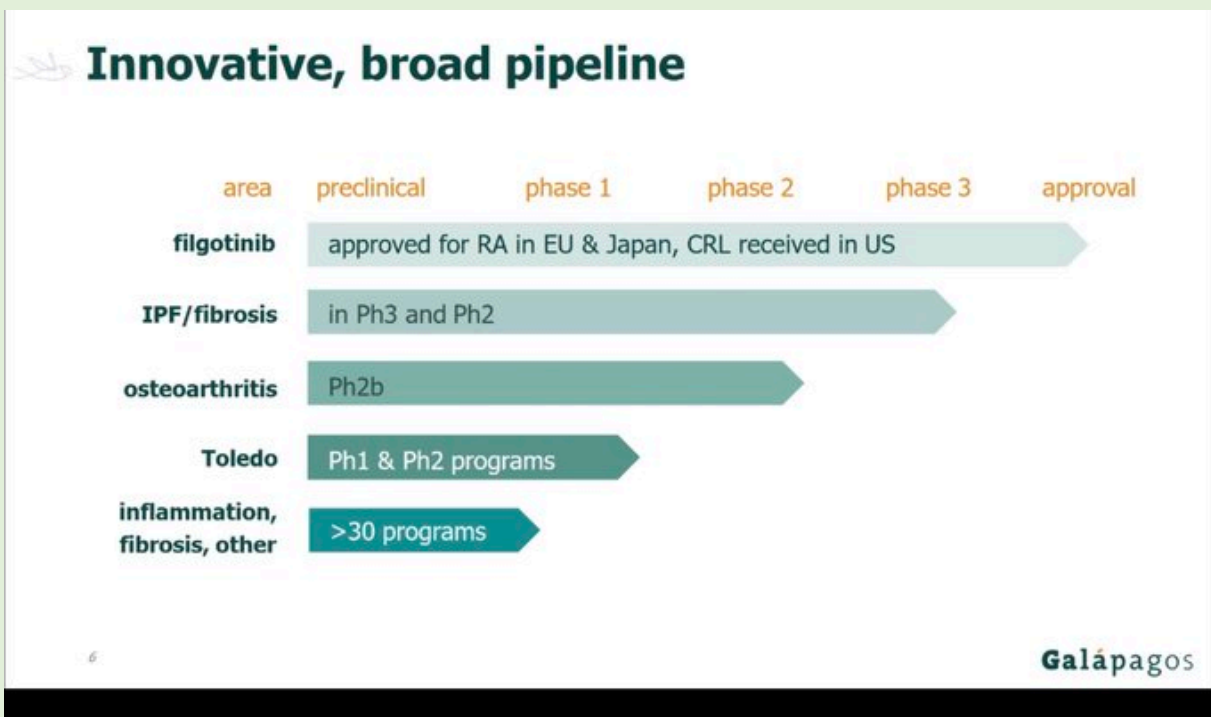 Innovative, broad pipeline
area preclinical phase 1 phase 2 phase 3 approval
filgotinib approved for RA in EU & Japan, CRL received in US
IPF/fibrosis in Ph3 and Ph2
osteoarthritis Ph2b
Toledo Ph1 & Ph2 programs
inflammation,
fibrosis, other >30 programs
6
Galápagos